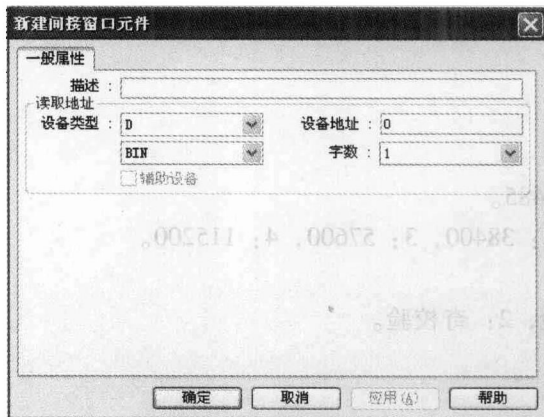 新建间接窗口元件
一般属性
描述：
读取地址
设备类型： D 设备地址： 0
BIN 字数： 1
辅助设备
485。
38400, 3; 57600, 4; 115200。
2; 奇校验。
确定 取消 应用(A) 帮助